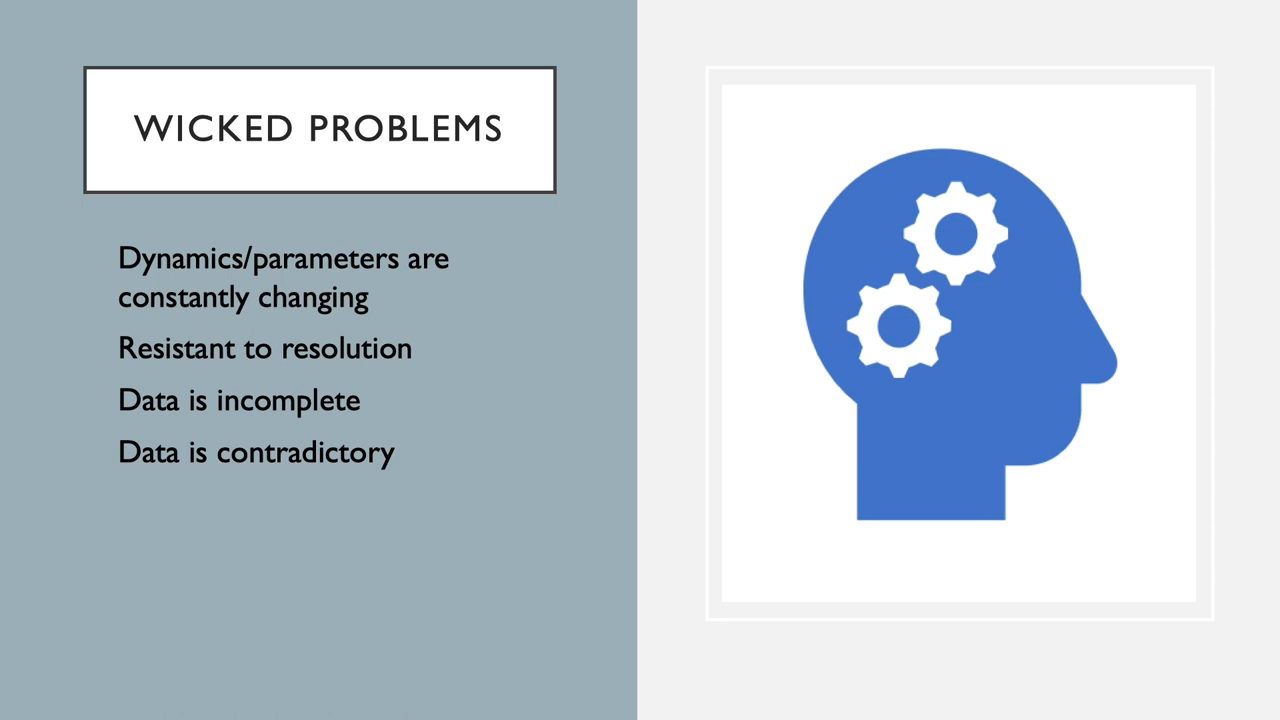 WICKED PROBLEMS
Dynamics/parameters are
constantly changing
Resistant to resolution
Data is incomplete
Data is contradictory